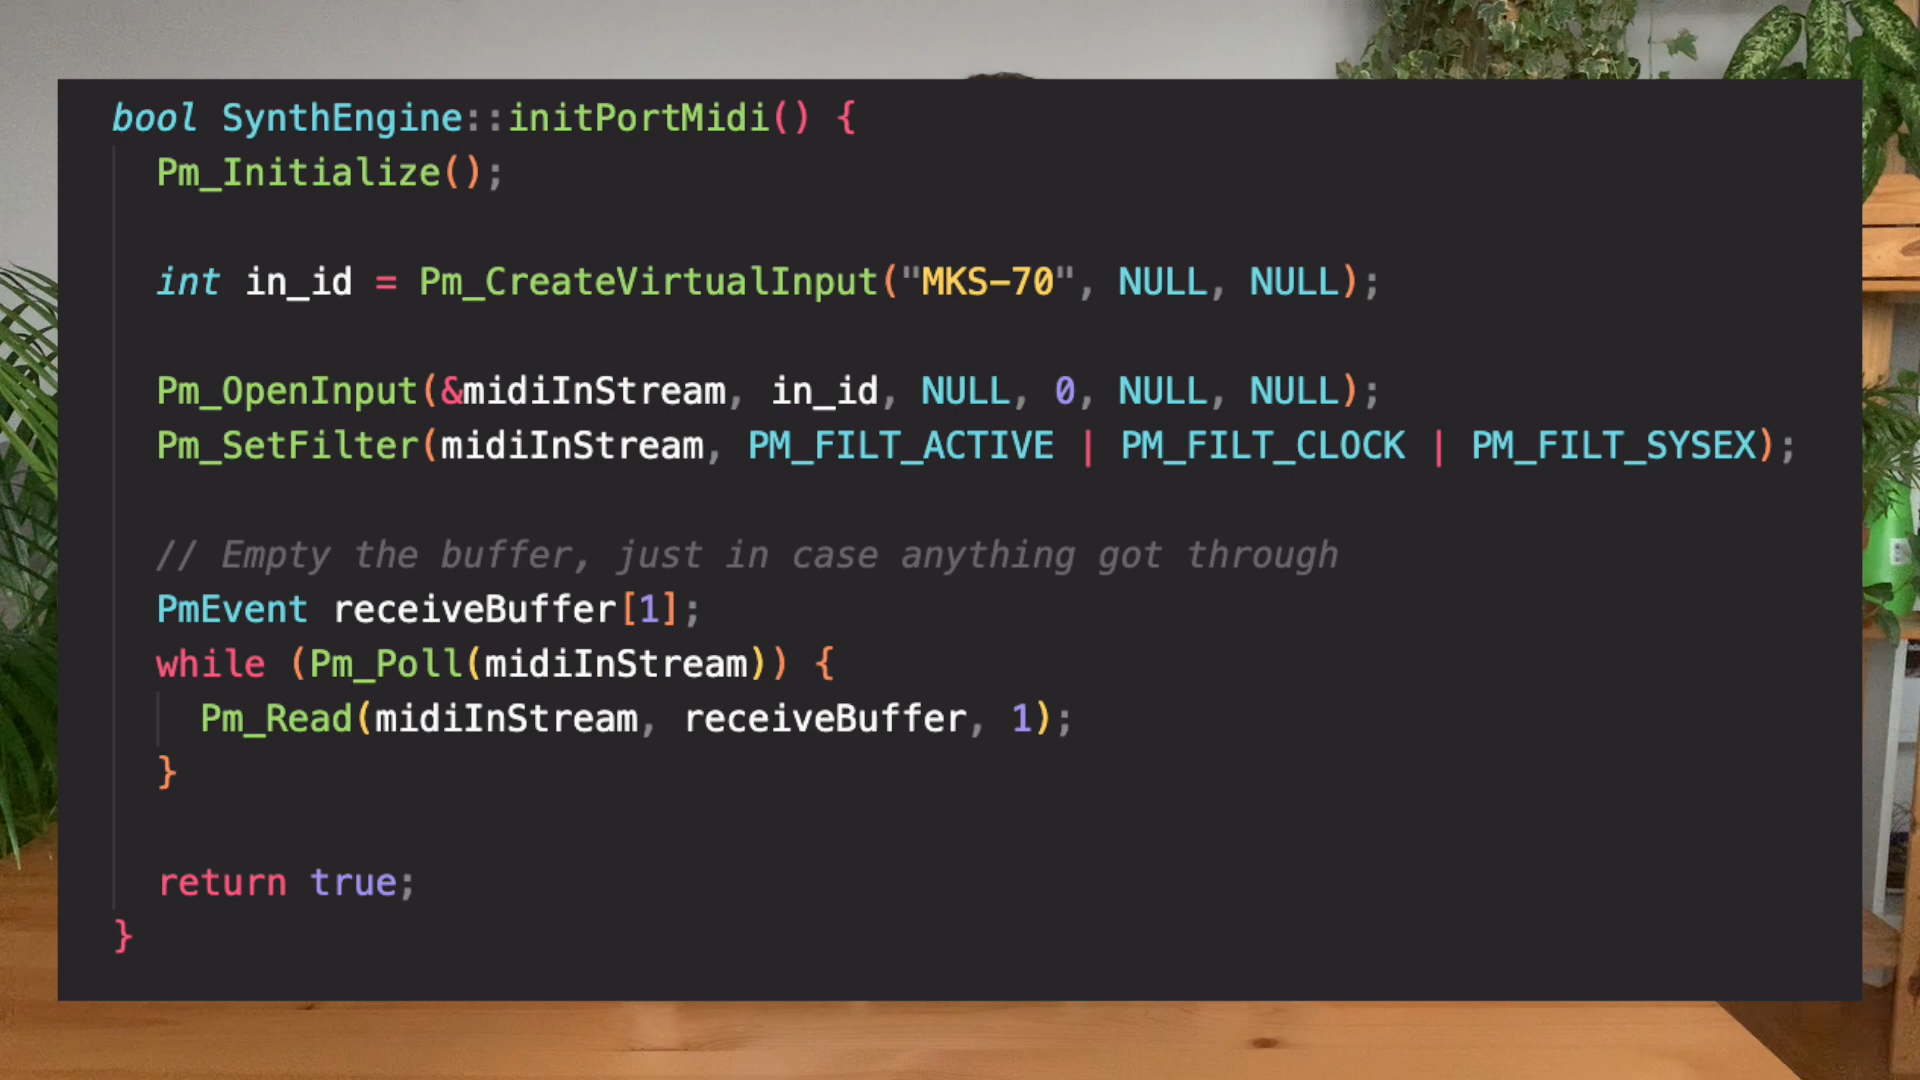 bool SynthEngine::initPortMidi() {
Pm_Initialize();
int in_id = Pm_CreateVirtualInput("MKS-70", NULL, NULL);
Pm_OpenInput(&midiInStream, in_id, NULL, 0, NULL, NULL);
Pm_SetFilter(midiInStream, PM_FILT_ACTIVE | PM_FILT_CLOCK | PM_FILT_SYSEX);
// Empty the buffer, just in case anything got through
PmEvent receiveBuffer[1];
while (Pm_Poll(midiInStream)) {
Pm_Read(midiInStream, receiveBuffer, 1);
}
return true;
}